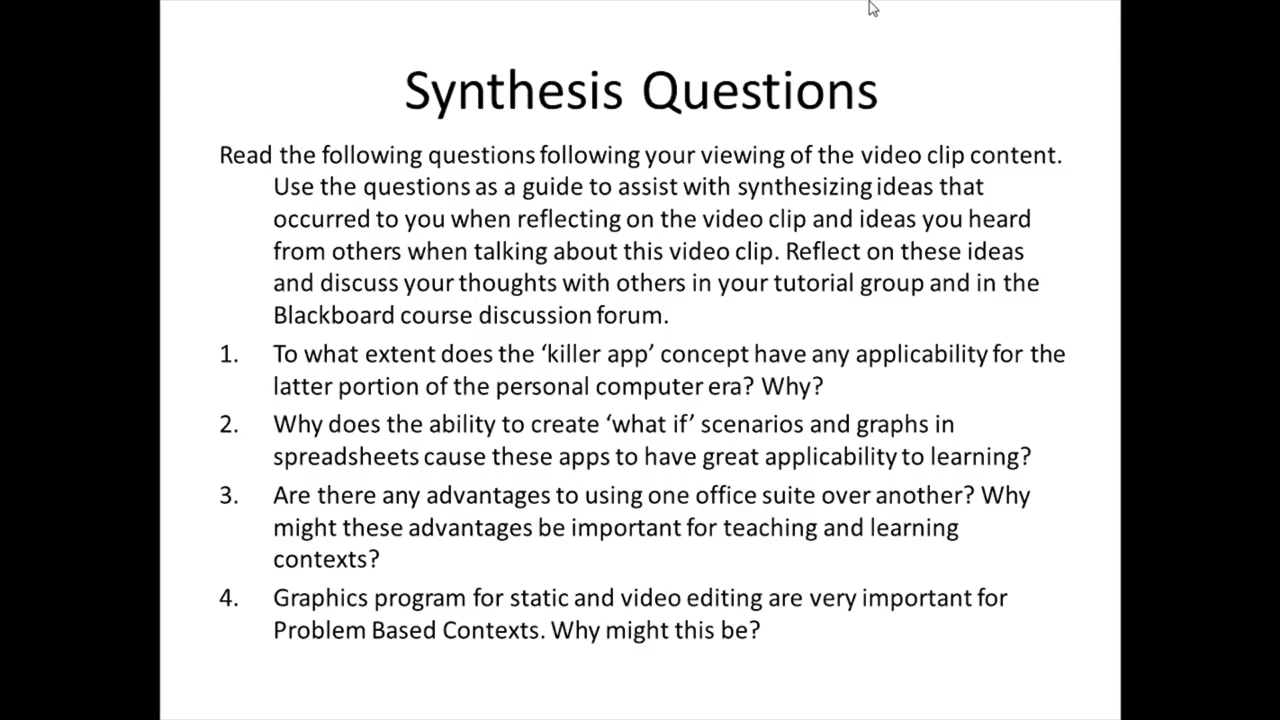 Synthesis Questions
Read the following questions following your viewing of the video clip content.
Use the questions as a guide to assist with synthesizing ideas that
occurred to you when reflecting on the video clip and ideas you heard
from others when talking about this video clip. Reflect on these ideas
and discuss your thoughts with others in your tutorial group and in the
Blackboard course discussion forum.
1. To what extent does the ‘killer app’ concept have any applicability for the
latter portion of the personal computer era? Why?
2. Why does the ability to create ‘what if’ scenarios and graphs in
spreadsheets cause these apps to have great applicability to learning?
3. Are there any advantages to using one office suite over another? Why
might these advantages be important for teaching and learning
contexts?
4. Graphics program for static and video editing are very important for
Problem Based Contexts. Why might this be?